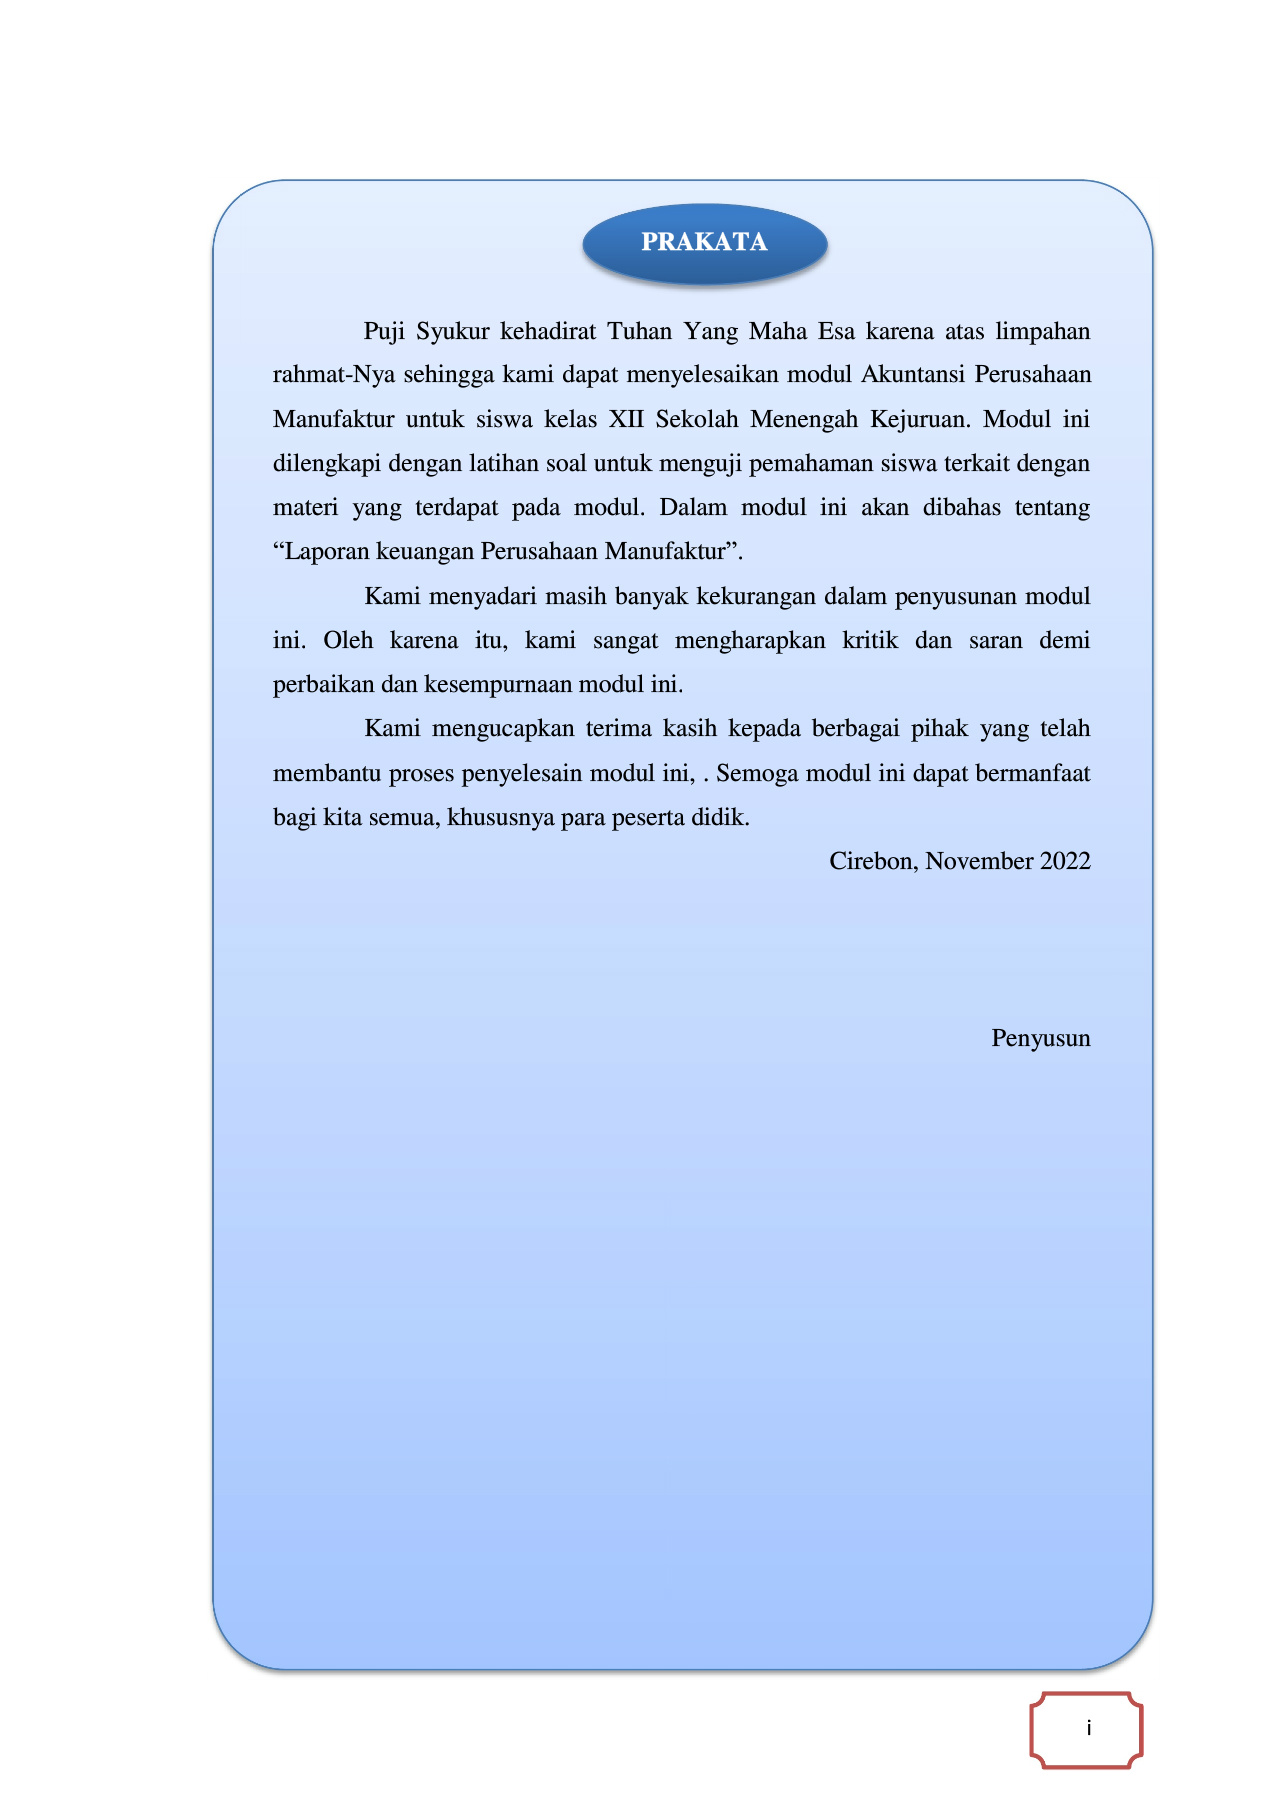 PRAKATA
Puji Syukur kehadirat Tuhan Yang Maha Esa karena atas limpahan
rahmat-Nya sehingga kami dapat menyelesaikan modul Akuntansi Perusahaan
Manufaktur untuk siswa kelas XII Sekolah Menengah Kejuruan. Modul ini
dilengkapi dengan latihan soal untuk menguji pemahaman siswa terkait dengan
materi yang terdapat pada modul. Dalam modul ini akan dibahas tentang
“Laporan keuangan Perusahaan Manufaktur”.
Kami menyadari masih banyak kekurangan dalam penyusunan modul
ini. Oleh karena itu, kami sangat mengharapkan kritik dan saran demi
perbaikan dan kesempurnaan modul ini.
Kami mengucapkan terima kasih kepada berbagai pihak yang telah
membantu proses penyelesain modul ini, . Semoga modul ini dapat bermanfaat
bagi kita semua, khususnya para peserta didik.
Cirebon, November 2022
Penyusun
i